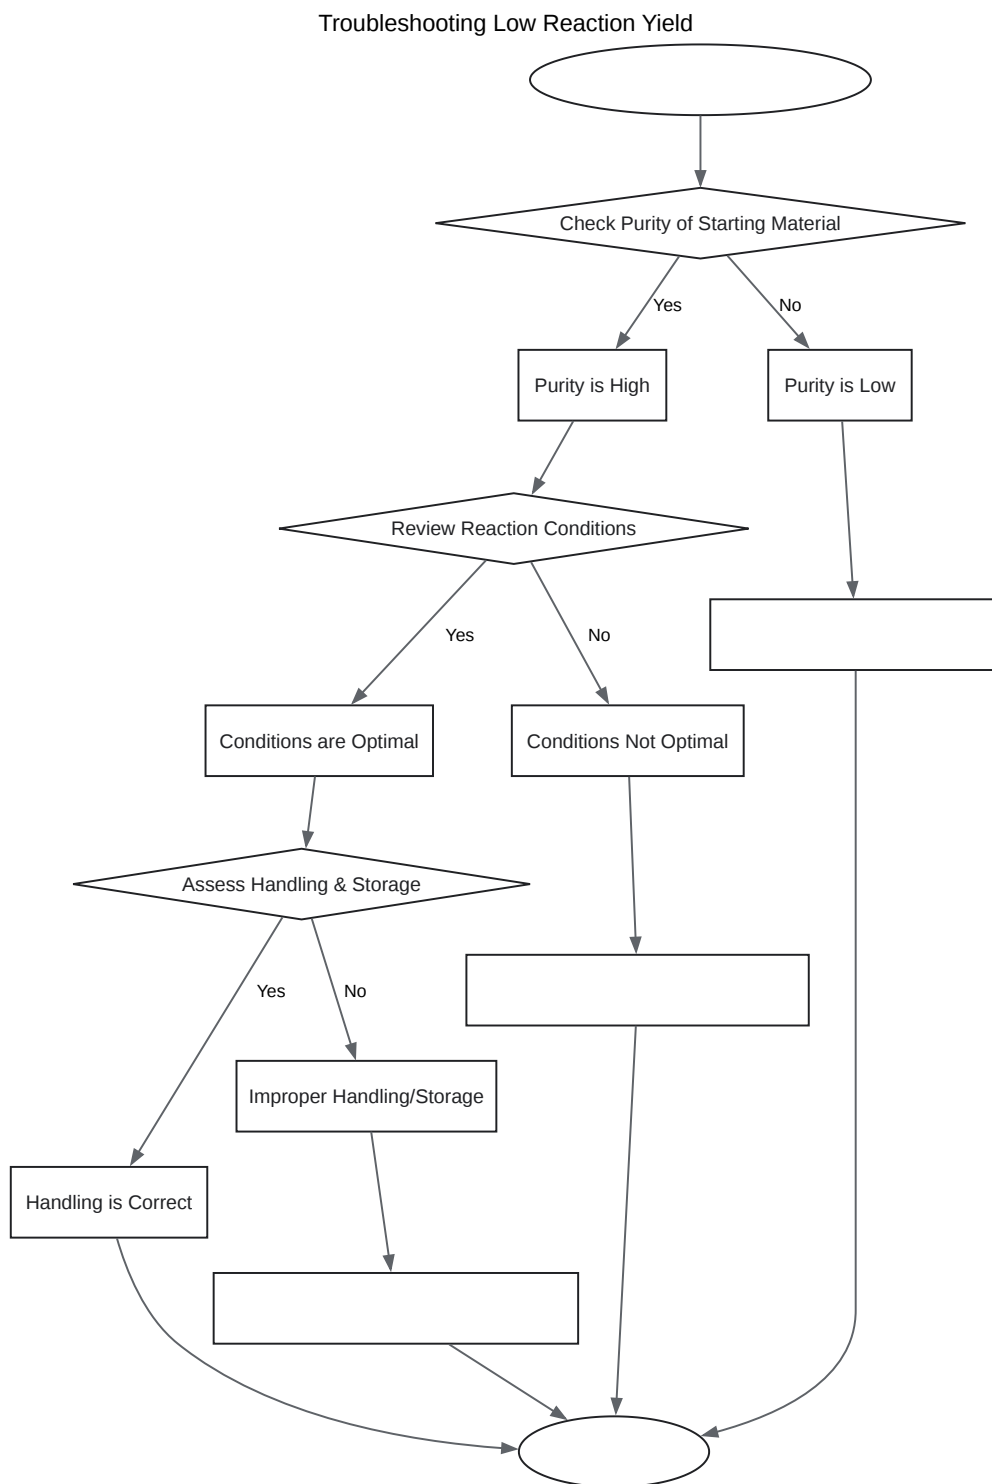 Troubleshooting Low Reaction Yield
Check Purity of Starting Material
Yes
No
Purity is High
Purity is Low
Review Reaction Conditions
Yes
No
Conditions are Optimal
Conditions Not Optimal
Assess Handling & Storage
Yes
No
Improper Handling/Storage
Handling is Correct